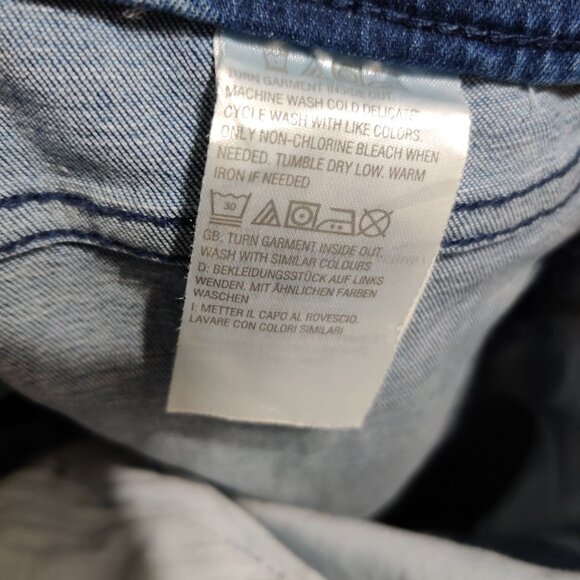 TURN GARMENT INSIDE OUT.
MACHINE WASH COLD DELICATE
CYCLE WASH WITH LIKE COLORS.
ONLY NON-CHLORINE BLEACH WHEN
NEEDED. TUMBLE DRY LOW. WARM
IRON IF NEEDED
30
GB: TURN GARMENT INSIDE OUT,
WASH WITH SIMILAR COLOURS
D: BEKLEIDUNGSSTÜCK AUF LINKS
WENDEN. MIT ÄHNLICHEN FARBEN
WASCHEN
I: METTER IL CAPO AL ROVESCIO.
LAVARE CON COLORI SIMILARI